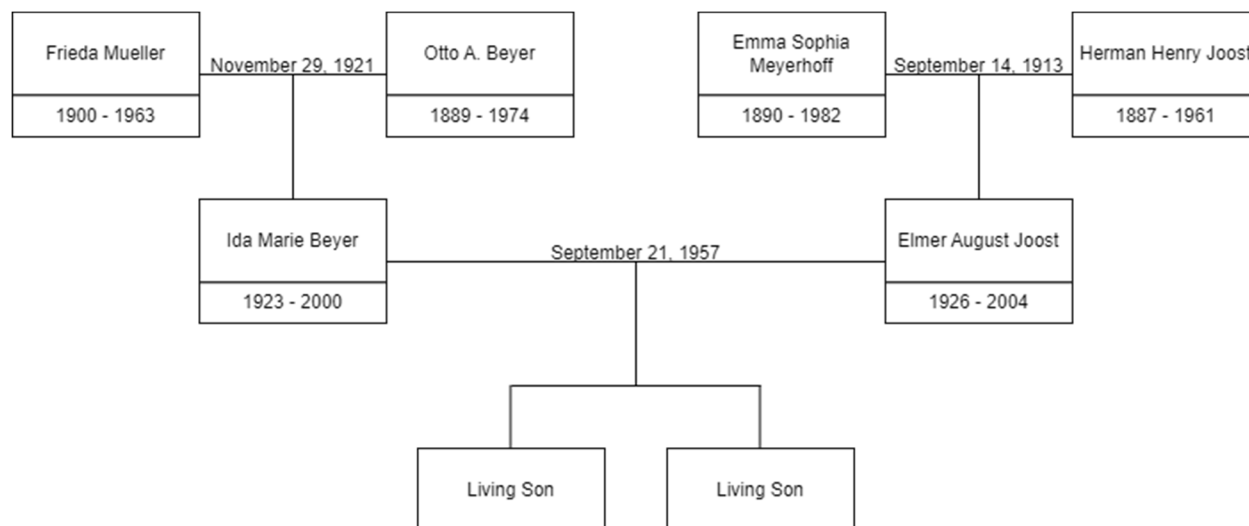 Frieda Mueller
November 29, 1921
Otto A. Beyer
Emma Sophia
Meyerhoff
September 14, 1913
Herman Henry Joost
1900 - 1963
1889 - 1974
1890 - 1982
1887 - 1961
Ida Marie Beyer
September 21, 1957
Elmer August Joost
1923 - 2000
1926 - 2004
Living Son
Living Son